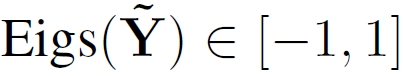 Eigs(Ỹ) ∈ [−1, 1]